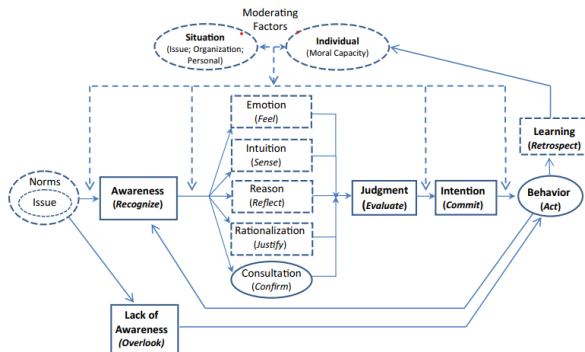 Moderating
Factors
Situation
(Issue; Organization;
Personal)
Individual
(Moral Capacity)
Emotion
(Feel)
Intuition
(Sense)
Reason
(Reflect)
Rationalization
(Justify)
Consultation
(Confirm)
Norms
Issue
Awareness
(Recognize)
Judgment
(Evaluate)
Intention
(Commit)
Behavior
(Act)
Learning
(Retrospect)
Lack of
Awareness
(Overlook)